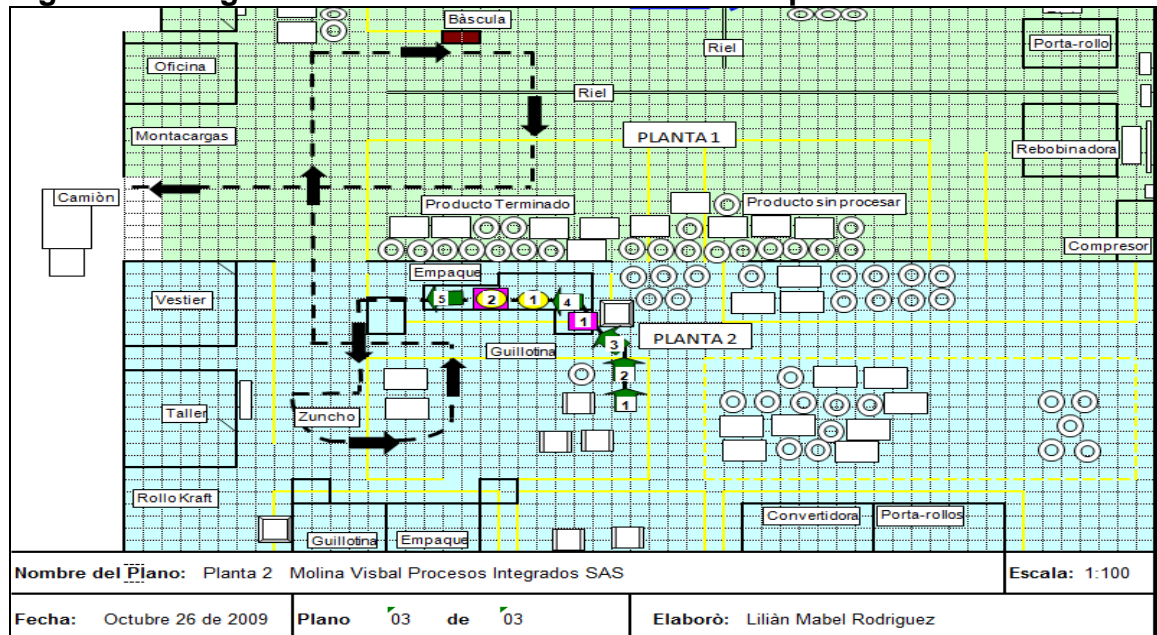 Báscula
Riel
Porta-rollo
Oficina
Riel
Montacargas
PLANTA 1
Rebobinadora
Camiòn
Producto Terminado
Producto sin procesar
Compresor
Empaque
Vestier
5 2 1 4
1
Guillotina
3
PLANTA 2
2
1
Taller
Zuncho
Rollo Kraft
Guillotina
Empaque
Convertidora
Porta-rollos
Nombre del Plano: Planta 2 Molina Visbal Procesos Integrados SAS
Escala: 1:100
Fecha: Octubre 26 de 2009
Plano 03 de 03
Elaborò: Liliàn Mabel Rodriguez